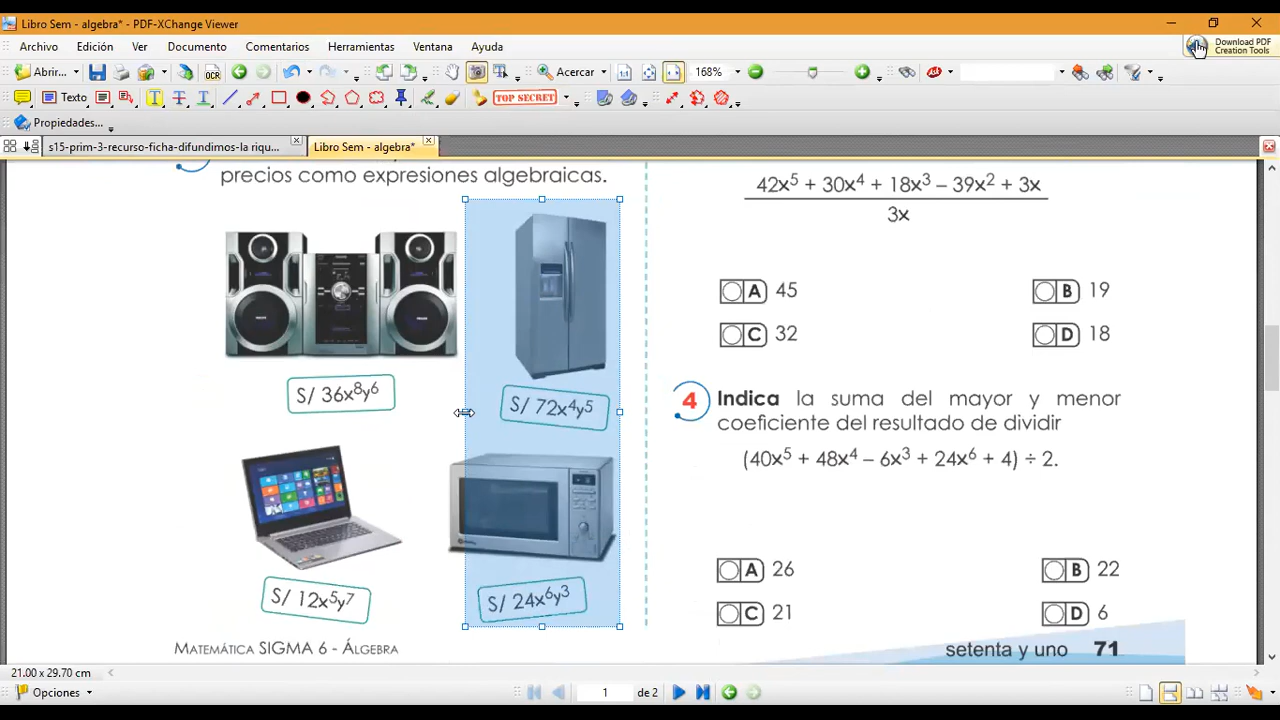 Libro Sem - algebra* - PDF-XChange Viewer
Archivo Edición Ver Documento Comentarios Herramientas Ventana Ayuda
Download PDF
Creation Tools
Abrir... OCR Acercar 168%
Texto TOP SECRET
Propiedades...
s15-prim-3-recurso-ficha-difundimos-la riqu... Libro Sem - algebra*
precios como expresiones algebraicas.
S/ 36x⁸y⁶
S/ 72x⁴y⁵
S/ 12x⁵y⁷
S/ 24x⁶y³
MATEMÁTICA SIGMA 6 - ÁLGEBRA
42x⁵ + 30x⁴ + 18x³ – 39x² + 3x
3x
A 45 B 19
C 32 D 18
4 Indica la suma del mayor y menor
coeficiente del resultado de dividir
(40x⁵ + 48x⁴ – 6x³ + 24x⁶ + 4) ÷ 2.
A 26 B 22
C 21 D 6
setenta y uno 71
21.00 x 29.70 cm
Opciones 1 de 2